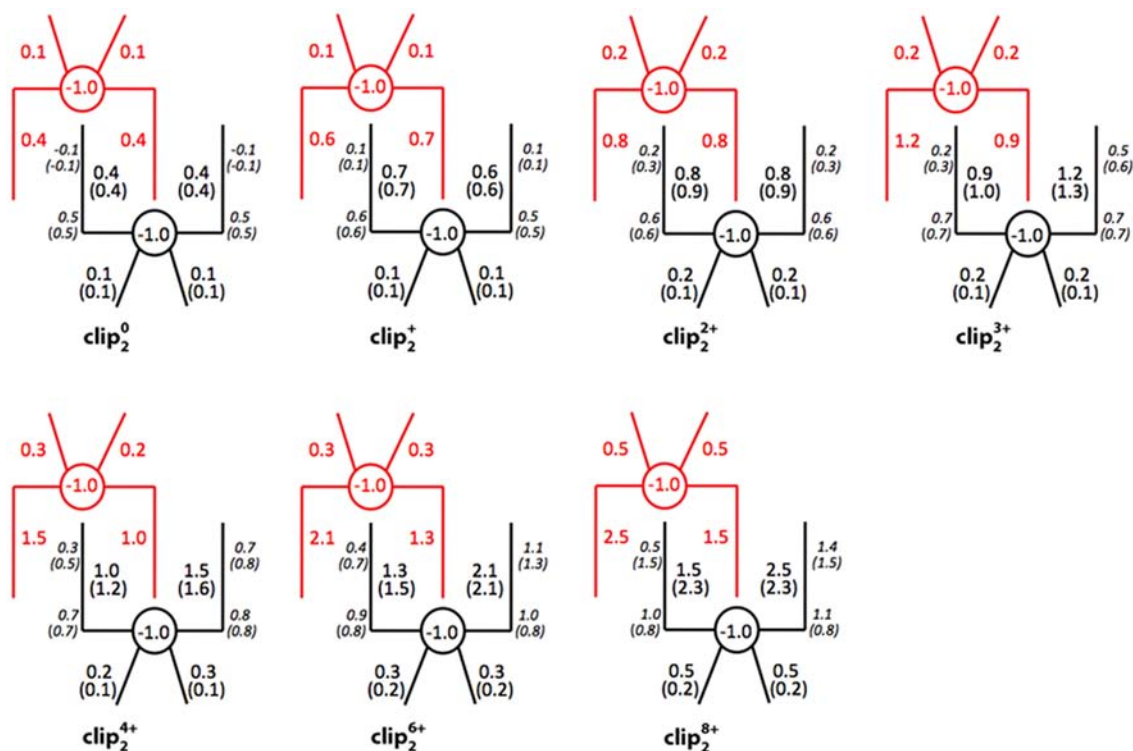 0.1 0.1 0.1 0.1 0.2 0.2 0.2 0.2
-1.0 -1.0 -1.0 -1.0
0.4 0.4 0.6 0.7 0.8 0.8 1.2 0.9
-0.1 -0.1 0.1 0.1 0.2 0.2 0.2 0.5
(-0.1) (-0.1) (0.1) (0.1) (0.3) (0.3) (0.3) (0.6)
0.4 0.4 0.7 0.6 0.8 0.8 0.9 1.2
(0.4) (0.4) (0.7) (0.6) (0.9) (0.9) (1.0) (1.3)
0.5 0.5 0.6 0.5 0.6 0.6 0.7 0.7
(0.5) (0.5) (0.6) (0.5) (0.6) (0.6) (0.7) (0.7)
-1.0 -1.0 -1.0 -1.0
0.1 0.1 0.1 0.1 0.2 0.2 0.2 0.2
(0.1) (0.1) (0.1) (0.1) (0.1) (0.1) (0.1) (0.1)
clip₂⁰ clip₂⁺ clip₂²⁺ clip₂³⁺
0.3 0.2 0.3 0.3 0.5 0.5
-1.0 -1.0 -1.0
1.5 1.0 2.1 1.3 2.5 1.5
0.3 0.7 0.4 1.1 0.5 1.4
(0.5) (0.8) (0.7) (1.3) (1.5) (1.5)
1.0 1.5 1.3 2.1 1.5 2.5
(1.2) (1.6) (1.5) (2.1) (2.3) (2.3)
0.7 0.8 0.9 1.0 1.0 1.1
(0.7) (0.8) (0.8) (0.8) (0.8) (0.8)
-1.0 -1.0 -1.0
0.2 0.3 0.3 0.3 0.5 0.5
(0.1) (0.1) (0.2) (0.2) (0.2) (0.2)
clip₂⁴⁺ clip₂⁶⁺ clip₂⁸⁺